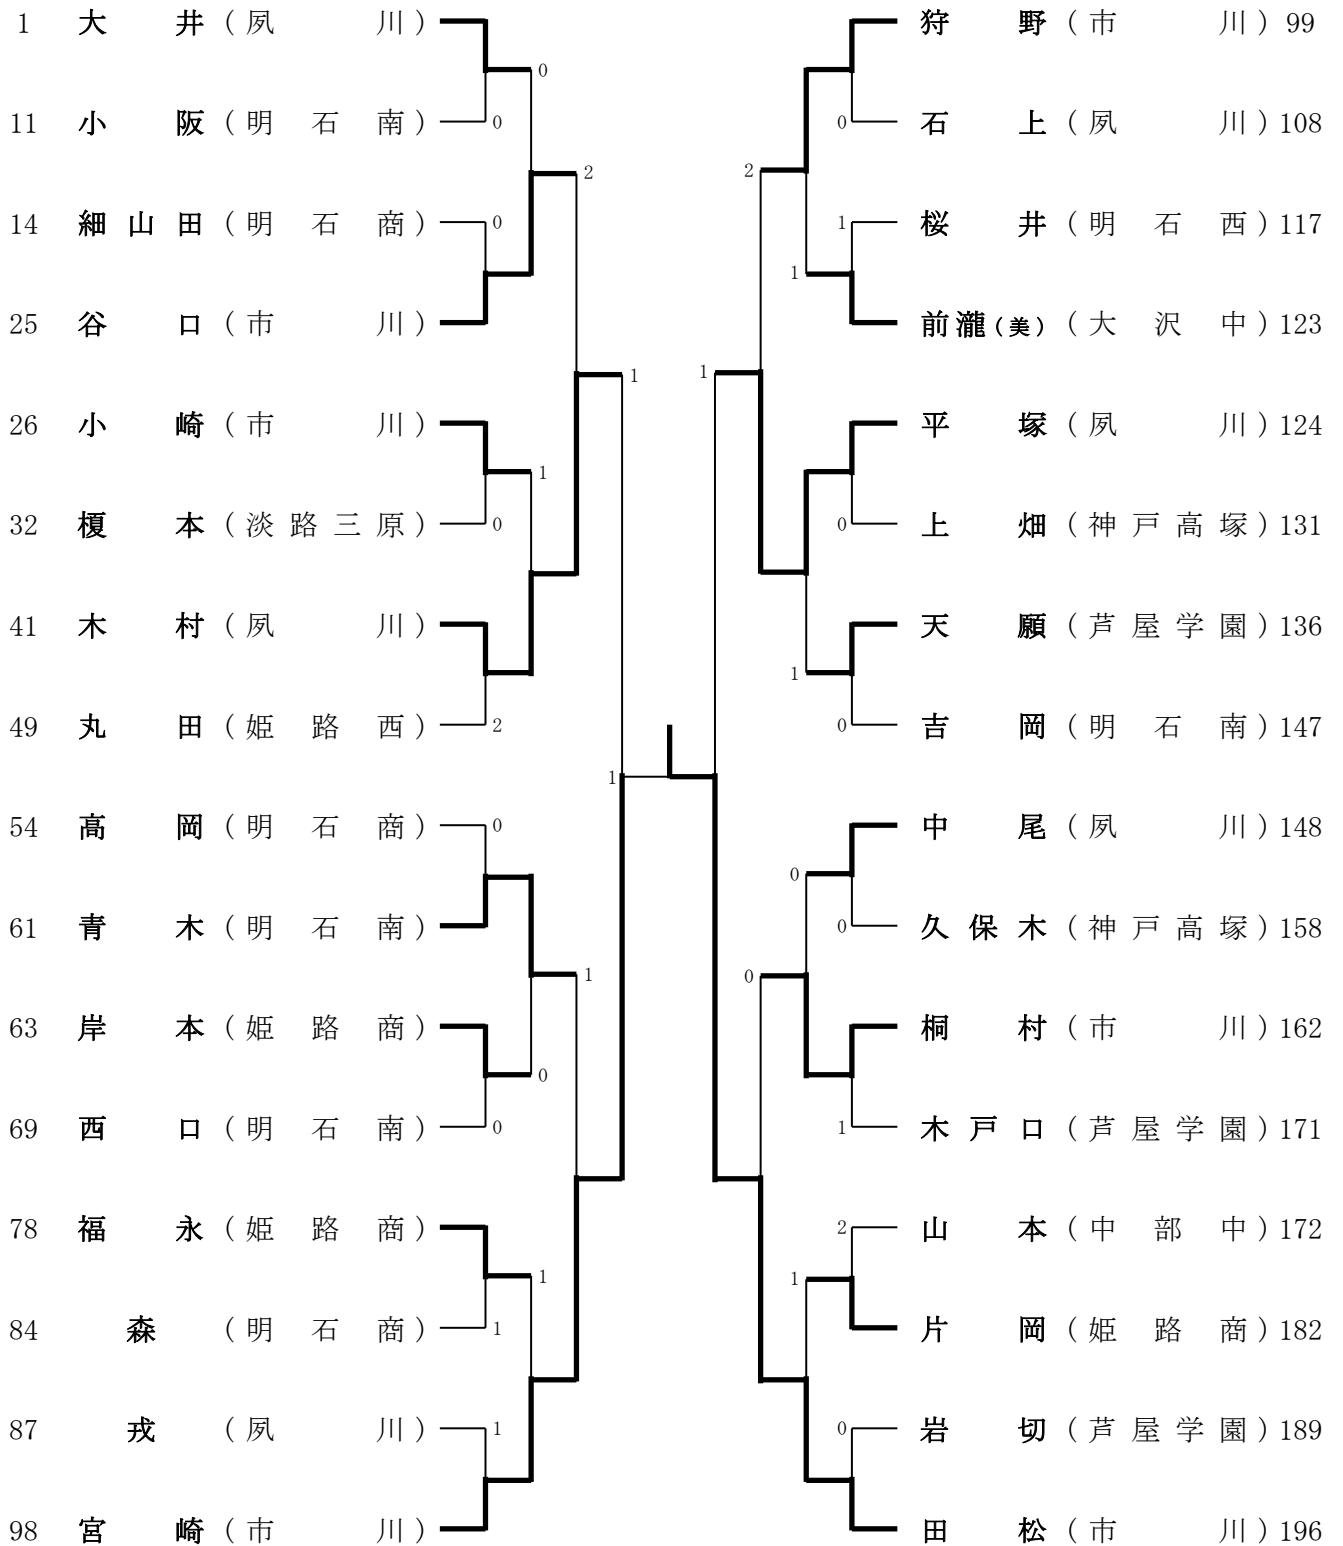 1 大井 (夙川)
0
11 小阪 (明石南) 0
2
14 細山田 (明石商) 0
25 谷口 (市川)
1
26 小崎 (市川)
1
32 榎本 (淡路三原) 0
41 木村 (夙川)
49 丸田 (姫路西) 2
1
54 高岡 (明石商) 0
61 青木 (明石南)
1
63 岸本 (姫路商)
0
69 西口 (明石南) 0
78 福永 (姫路商)
1
84 森 (明石商) 1
87 戎 (夙川) 1
98 宮崎 (市川)
狩野 (市川) 99
0 石上 (夙川) 108
2
1 桜井 (明石西) 117
1
前瀧(美) (大沢中) 123
1
平塚 (夙川) 124
0 上畑 (神戸高塚) 131
天願 (芦屋学園) 136
1
0 吉岡 (明石南) 147
中尾 (夙川) 148
0
0 久保木 (神戸高塚) 158
0
桐村 (市川) 162
1 木戸口 (芦屋学園) 171
2 山本 (中部中) 172
1
片岡 (姫路商) 182
0 岩切 (芦屋学園) 189
田松 (市川) 196